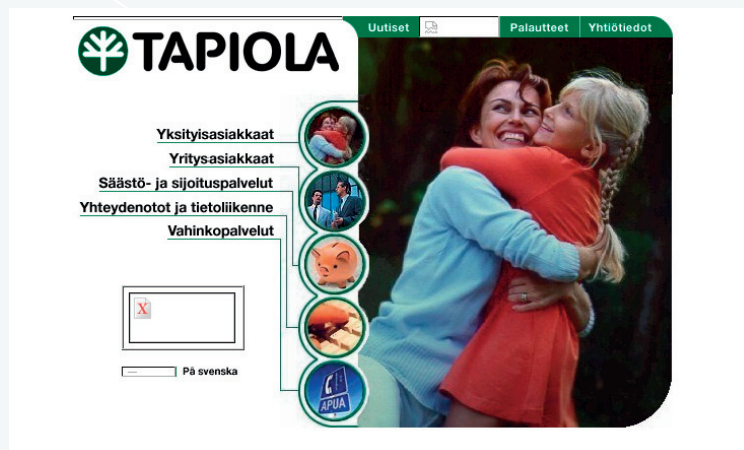 Uutiset
Palautteet
Yhtiötiedot
TAPIOLA
Yksityisasiakkaat
Yritysasiakkaat
Säästö- ja sijoituspalvelut
Yhteydenotot ja tietoliikenne
Vahinkopalvelut
X
På svenska
APUA